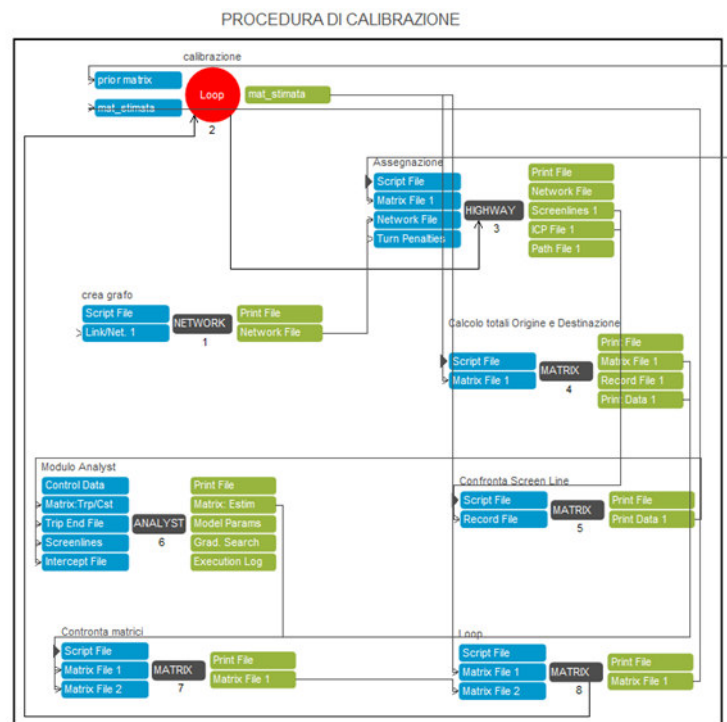 PROCEDURA DI CALIBRAZIONE
calibrazione
prior matrix
mat_stimata
Loop
2
mat_stimata
Assegnazione
Script File
Matrix File 1
Network File
Turn Penalties
HIGHWAY
3
Print File
Network File
Screenlines 1
ICP File 1
Path File 1
crea grafo
Script File
Link/Net. 1
NETWORK
1
Print File
Network File
Calcolo totali Origine e Destinazione
Script File
Matrix File 1
MATRIX
4
Print File
Matrix File 1
Record File 1
Print Data 1
Modulo Analyst
Control Data
Matrix:Trp/Cst
Trip End File
Screenlines
Intercept File
ANALYST
6
Print File
Matrix: Estim
Model Params
Grad. Search
Execution Log
Confronta Screen Line
Script File
Record File
MATRIX
5
Print File
Print Data 1
Contronta matrici
Script File
Matrix File 1
Matrix File 2
MATRIX
7
Print File
Matrix File 1
Loop
Script File
Matrix File 1
Matrix File 2
MATRIX
8
Print File
Matrix File 1